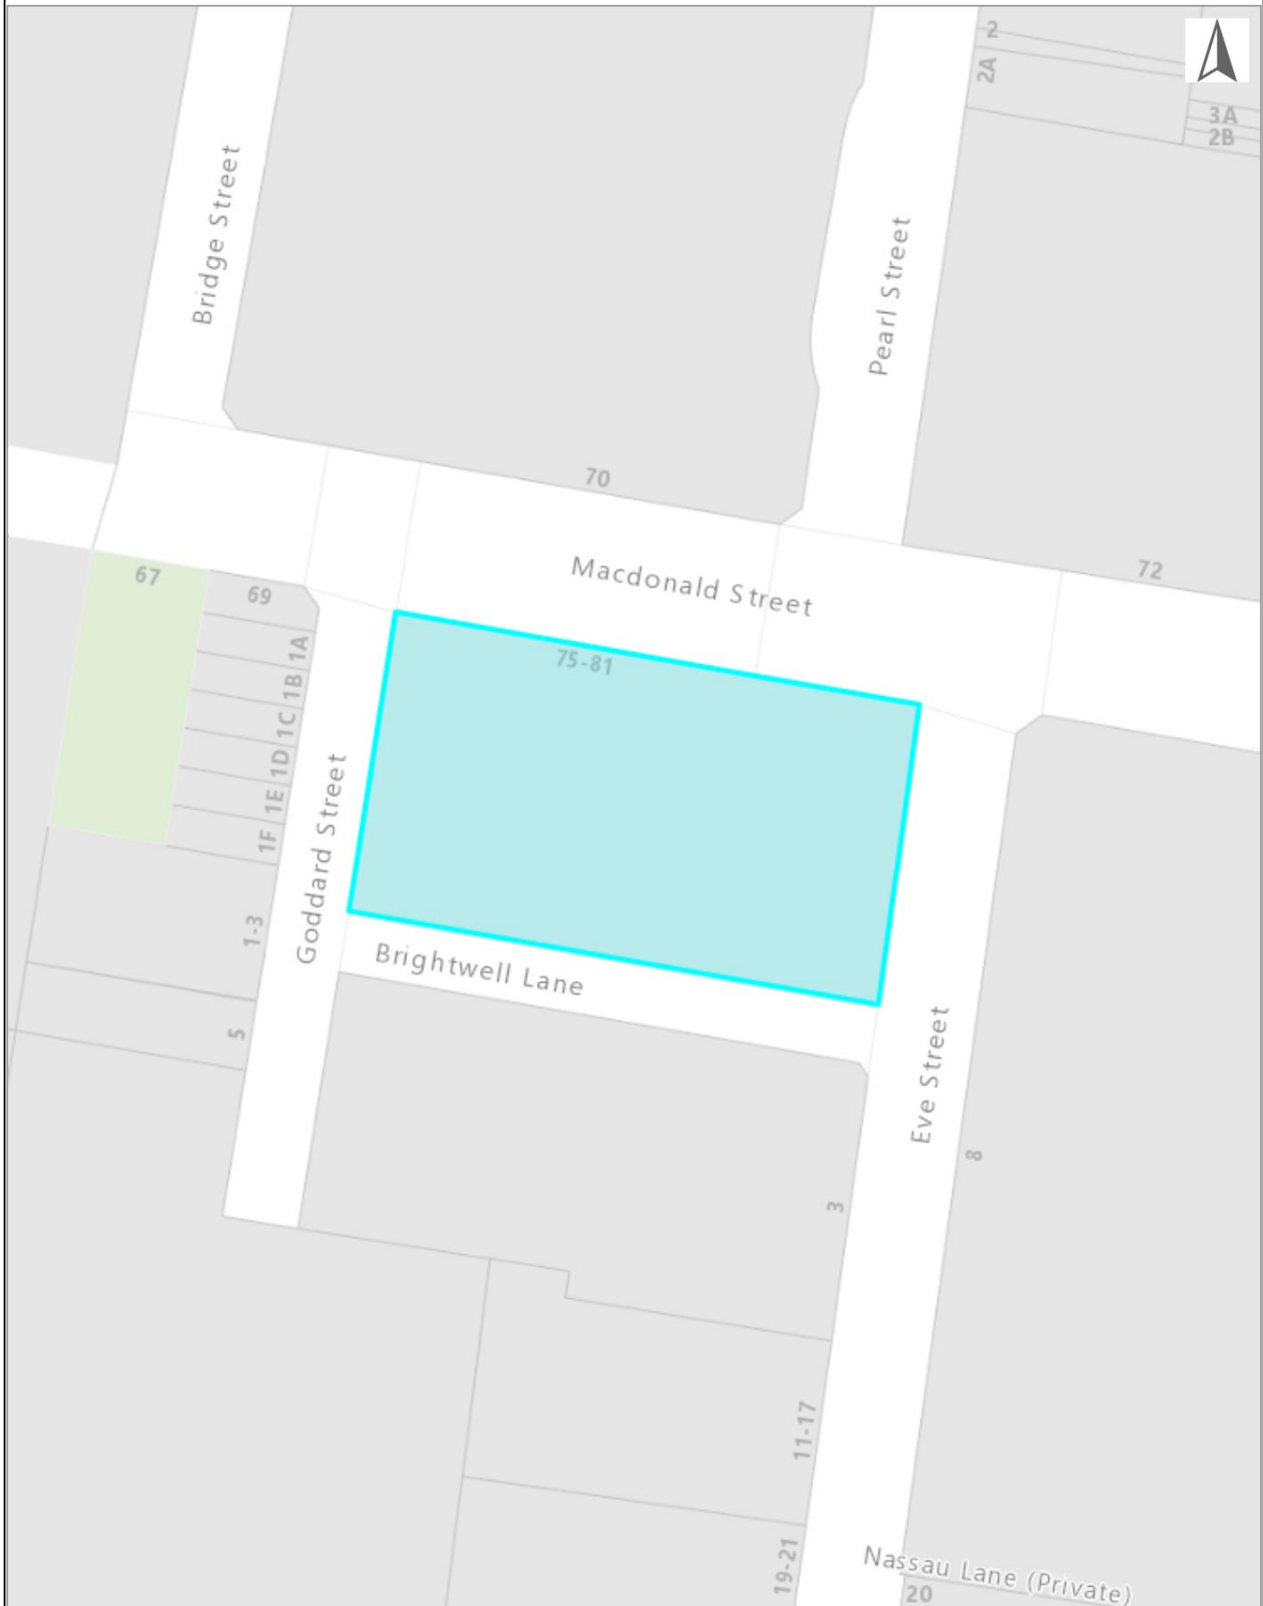 2
2A
3A
2B
Bridge Street
Pearl Street
70
Macdonald Street
72
67
69
75-81
1A
1B
1C
1D
1E
1F
Goddard Street
1-3
Brightwell Lane
5
Eve Street
8
3
11-17
19-21
Nassau Lane (Private)
20